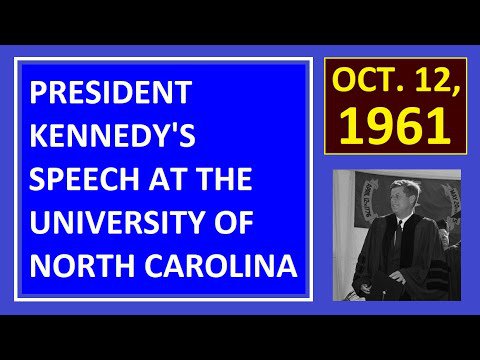 PRESIDENT
KENNEDY'S
SPEECH AT THE
UNIVERSITY OF
NORTH CAROLINA
OCT. 12,
1961